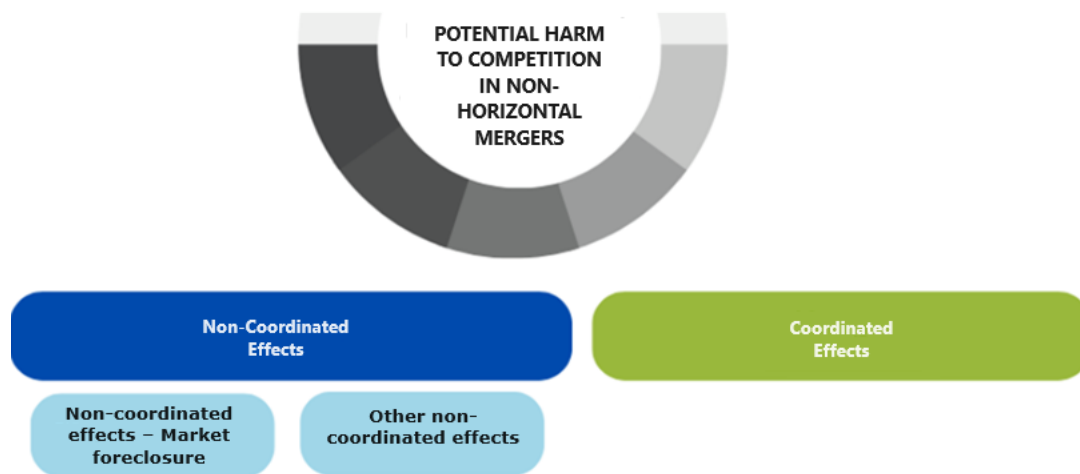 POTENTIAL HARM
TO COMPETITION
IN NON-
HORIZONTAL
MERGERS
Non-Coordinated
Effects
Coordinated
Effects
Non-coordinated
effects – Market
foreclosure
Other non-
coordinated effects